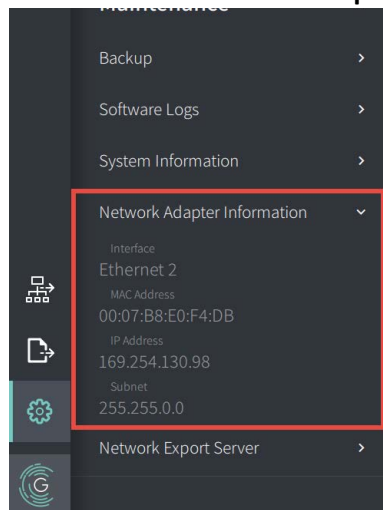 Maintenance
Backup
Software Logs
System Information
Network Adapter Information
Interface
Ethernet 2
MAC Address
00:07:B8:E0:F4:DB
IP Address
169.254.130.98
Subnet
255.255.0.0
Network Export Server
G